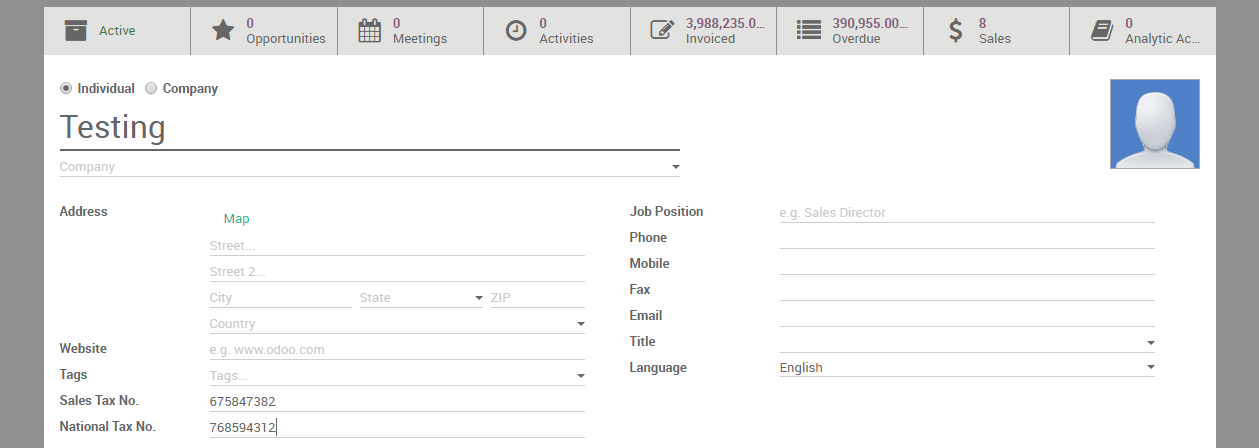 Active
0
Opportunities
0
Meetings
0
Activities
3,988,235.0...
Invoiced
390,955.00...
Overdue
8
Sales
0
Analytic Ac...
Individual Company
Testing
Company
Address
Map
Street...
Street 2...
City State ZIP
Country
Website e.g. www.odoo.com
Tags Tags...
Sales Tax No. 675847382
National Tax No. 768594312
Job Position e.g. Sales Director
Phone
Mobile
Fax
Email
Title
Language English